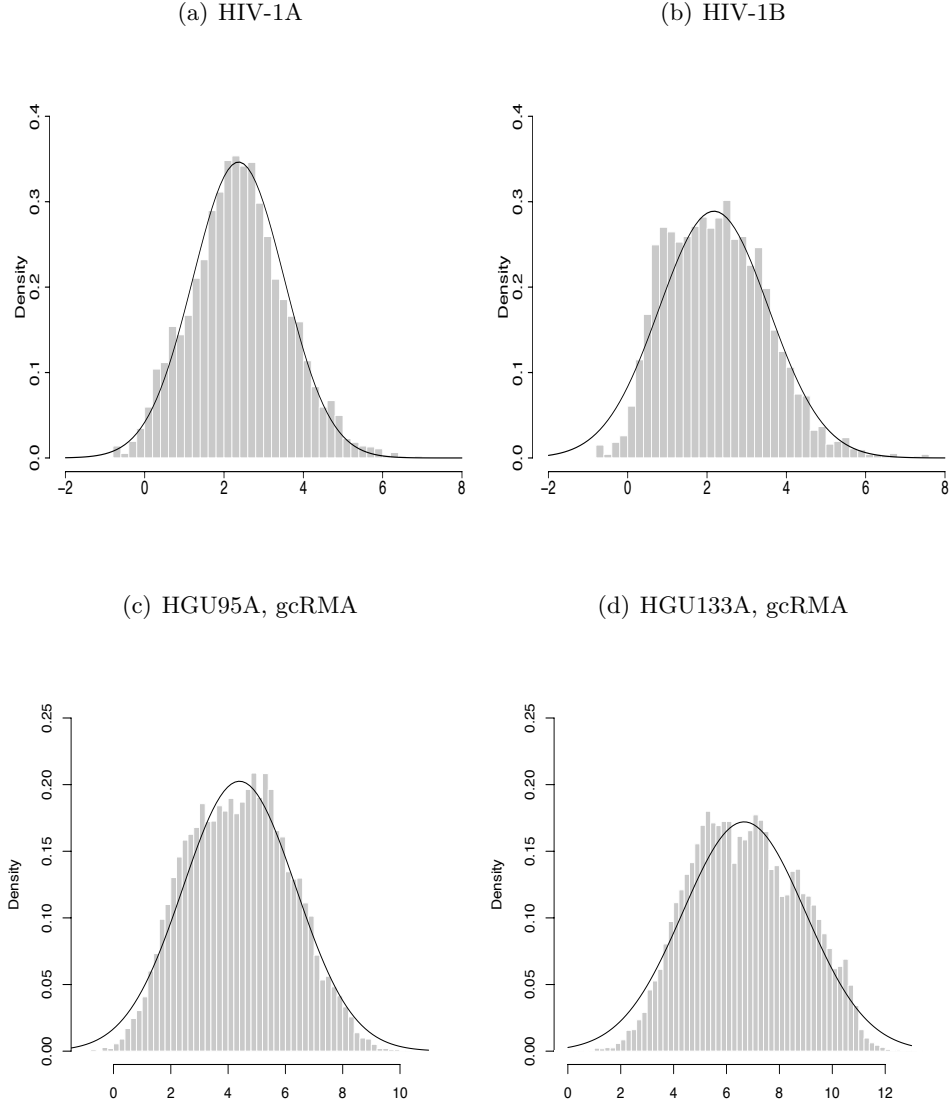 (a) HIV-1A
(b) HIV-1B
0.4
0.3
0.2
0.1
0.0
Density
−2 0 2 4 6 8
0.4
0.3
0.2
0.1
0.0
Density
−2 0 2 4 6 8
(c) HGU95A, gcRMA
(d) HGU133A, gcRMA
0.25
0.20
0.15
0.10
0.05
0.00
Density
0 2 4 6 8 10
0.25
0.20
0.15
0.10
0.05
0.00
Density
0 2 4 6 8 10 12